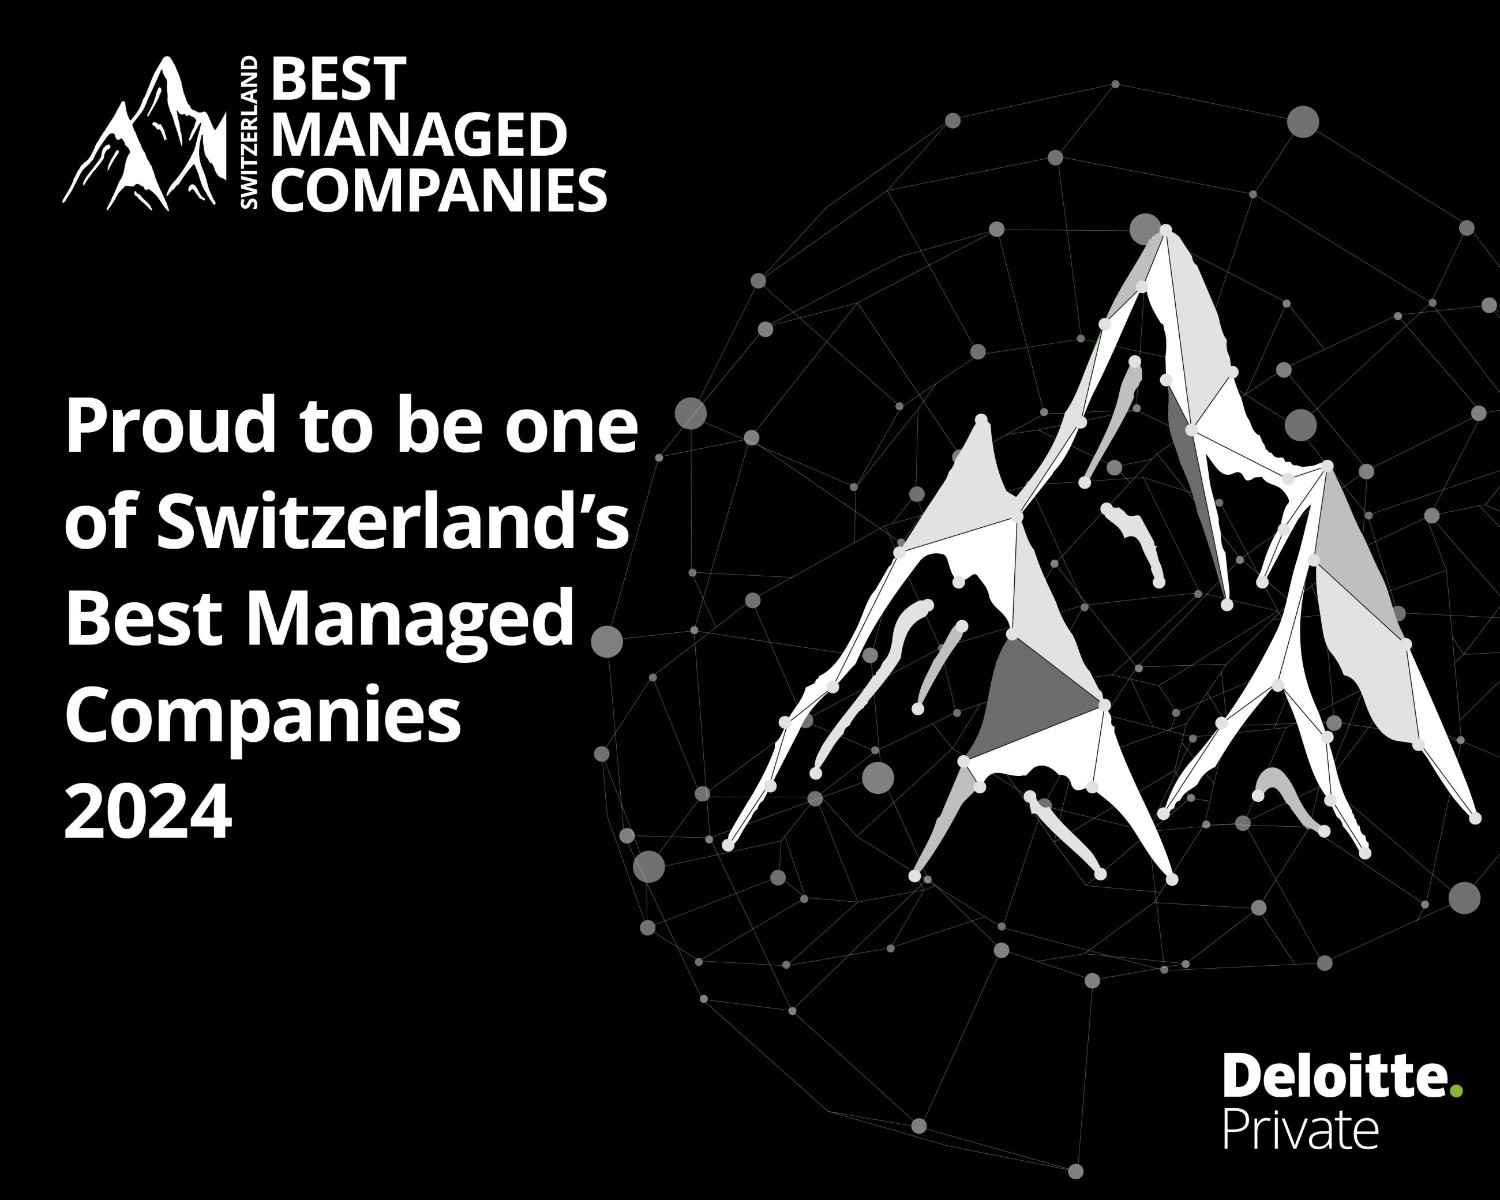 SWITZERLAND
BEST
MANAGED
COMPANIES
Proud to be one
of Switzerland’s
Best Managed
Companies
2024
Deloitte.
Private